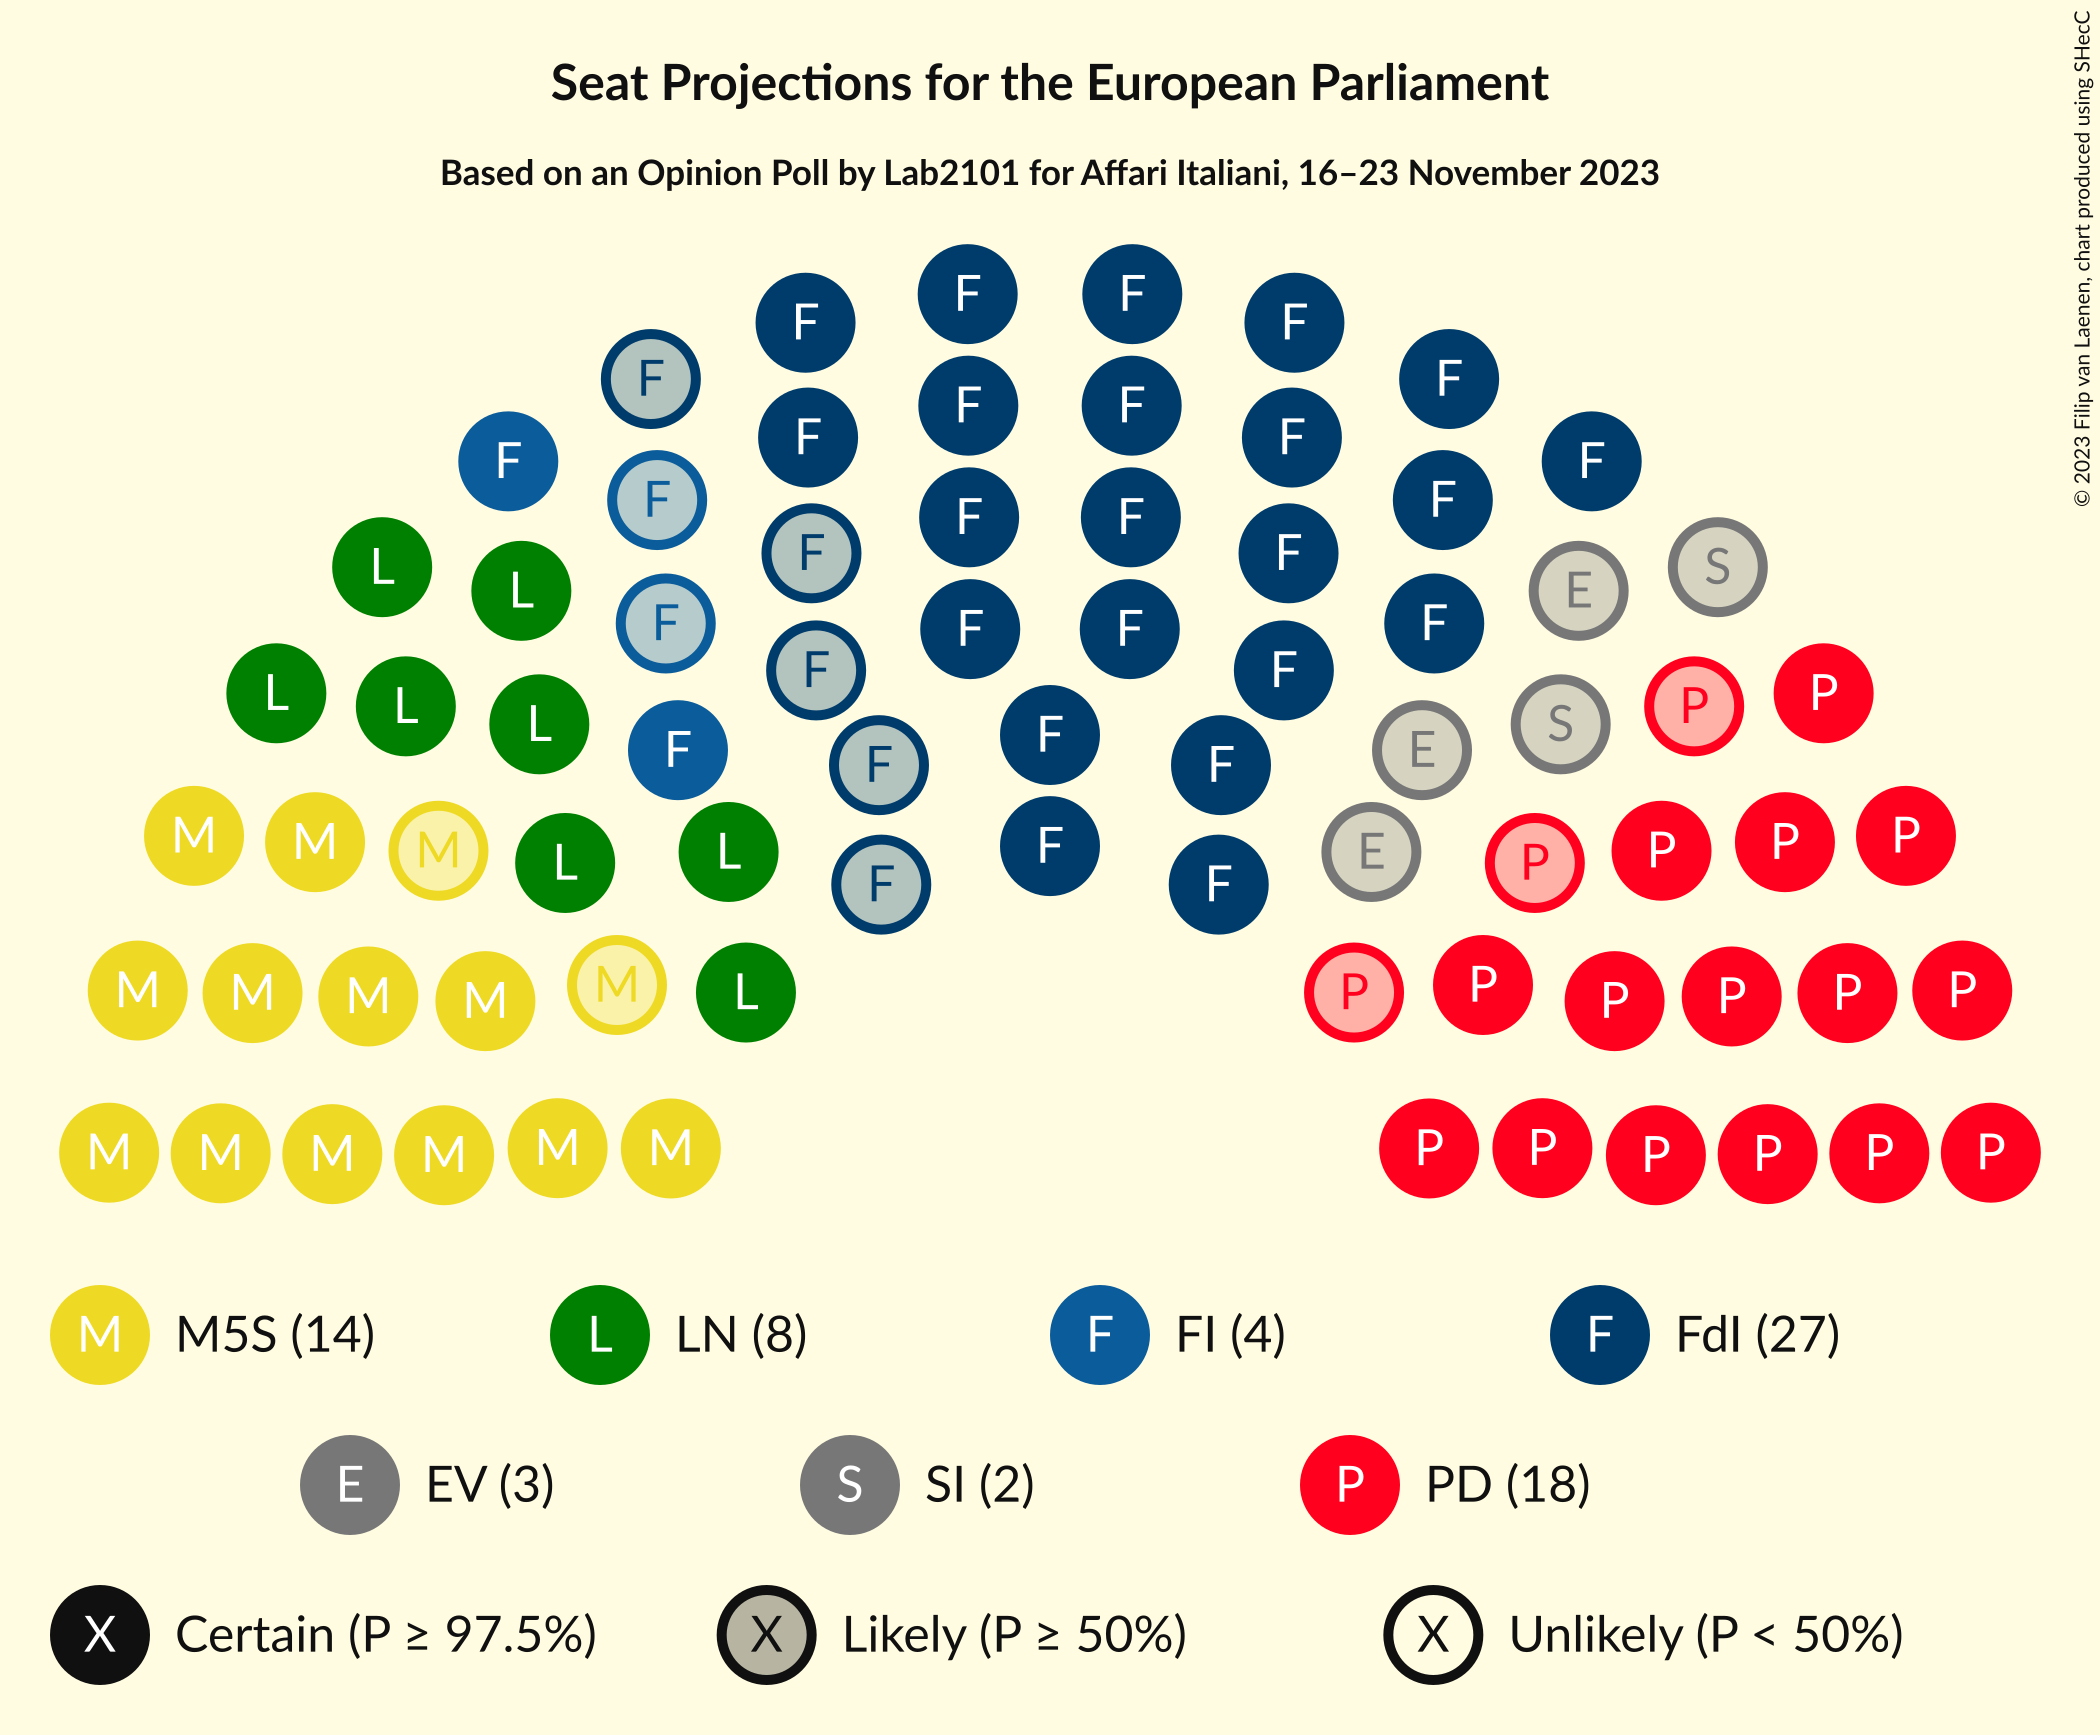 Seat Projections for the European Parliament
Based on an Opinion Poll by Lab2101 for Affari Italiani, 16–23 November 2023
© 2023 Filip van Laenen, chart produced using SHecC
F F
F F
F F F
F F
F F F
F F
F F F
F F
F F F
L S
L E
F F
F F
L P P
L P
L S
F F
F F F F
M M M L L F F F E P P P P
M M M M M L P P P P P P
M M M M M M P P P P P P
M M5S (14) L LN (8) F FI (4) F FdI (27)
E EV (3) S SI (2) P PD (18)
X Certain (P ≥ 97.5%) X Likely (P ≥ 50%) X Unlikely (P < 50%)